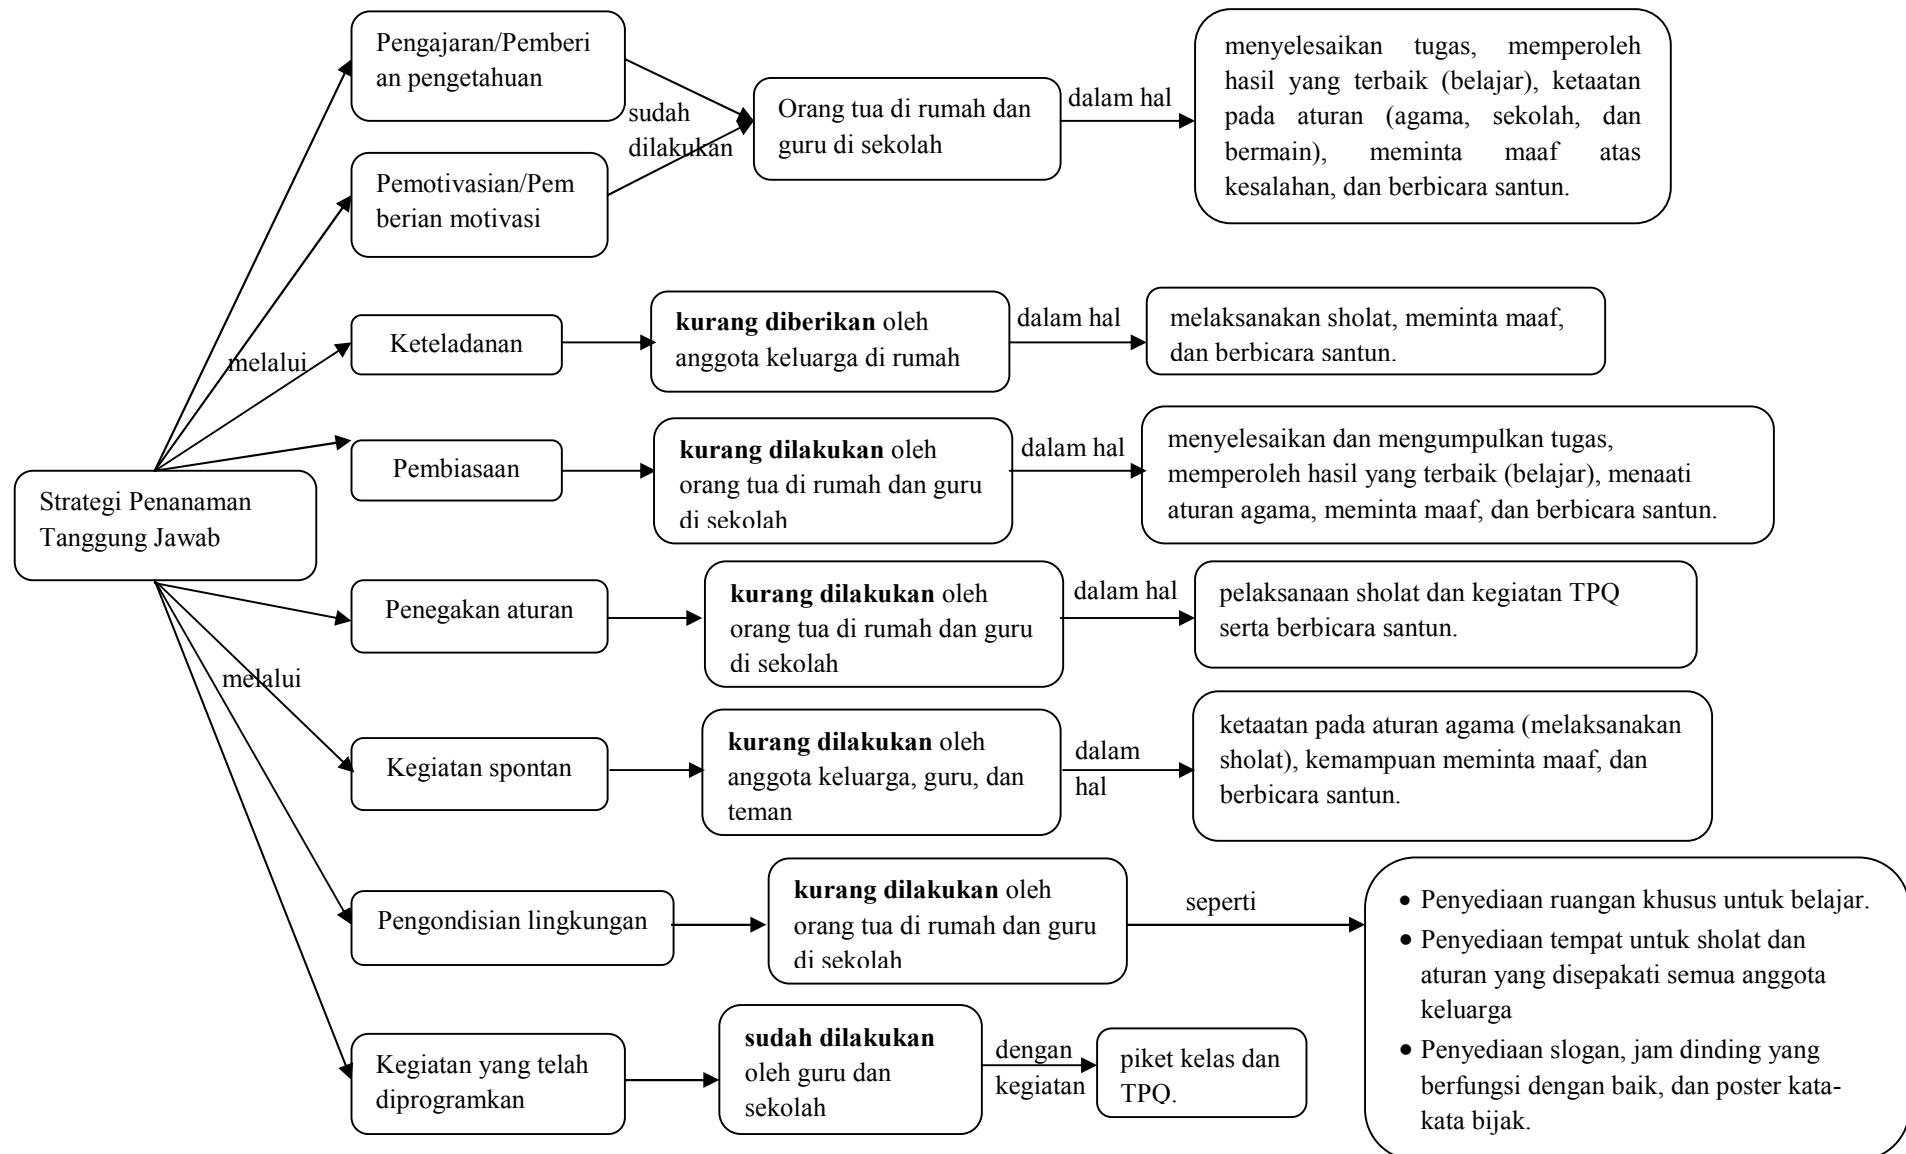 Pengajaran/Pemberi
an pengetahuan
sudah
dilakukan
Orang tua di rumah dan
guru di sekolah
dalam hal
menyelesaikan tugas, memperoleh
hasil yang terbaik (belajar), ketaatan
pada aturan (agama, sekolah, dan
bermain), meminta maaf atas
kesalahan, dan berbicara santun.
Pemotivasian/Pem
berian motivasi
melalui
Keteladanan
kurang diberikan oleh
anggota keluarga di rumah
dalam hal
melaksanakan sholat, meminta maaf,
dan berbicara santun.
Pembiasaan
kurang dilakukan oleh
orang tua di rumah dan guru
di sekolah
dalam hal
menyelesaikan dan mengumpulkan tugas,
memperoleh hasil yang terbaik (belajar), menaati
aturan agama, meminta maaf, dan berbicara santun.
Strategi Penanaman
Tanggung Jawab
Penegakan aturan
kurang dilakukan oleh
orang tua di rumah dan guru
di sekolah
dalam hal
pelaksanaan sholat dan kegiatan TPQ
serta berbicara santun.
melalui
Kegiatan spontan
kurang dilakukan oleh
anggota keluarga, guru, dan
teman
dalam
hal
ketaatan pada aturan agama (melaksanakan
sholat), kemampuan meminta maaf, dan
berbicara santun.
Pengondisian lingkungan
kurang dilakukan oleh
orang tua di rumah dan guru
di sekolah
seperti
• Penyediaan ruangan khusus untuk belajar.
• Penyediaan tempat untuk sholat dan
aturan yang disepakati semua anggota
keluarga
• Penyediaan slogan, jam dinding yang
berfungsi dengan baik, dan poster kata-
kata bijak.
Kegiatan yang telah
diprogramkan
sudah dilakukan
oleh guru dan
sekolah
dengan
kegiatan
piket kelas dan
TPQ.